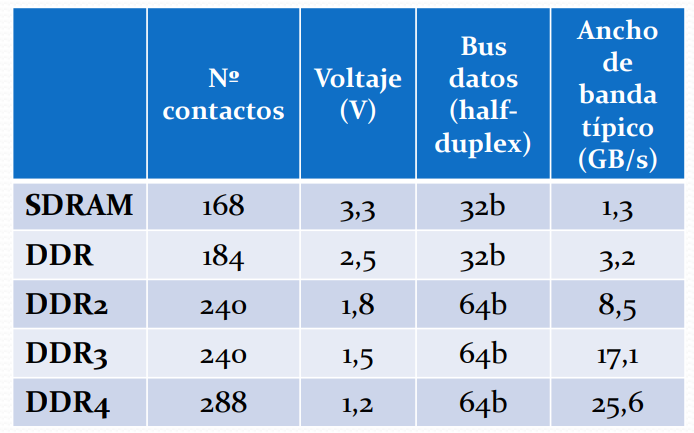 Nº contactos Voltaje (V) Bus datos (half-duplex) Ancho de banda típico (GB/s)
SDRAM 168 3,3 32b 1,3
DDR 184 2,5 32b 3,2
DDR2 240 1,8 64b 8,5
DDR3 240 1,5 64b 17,1
DDR4 288 1,2 64b 25,6